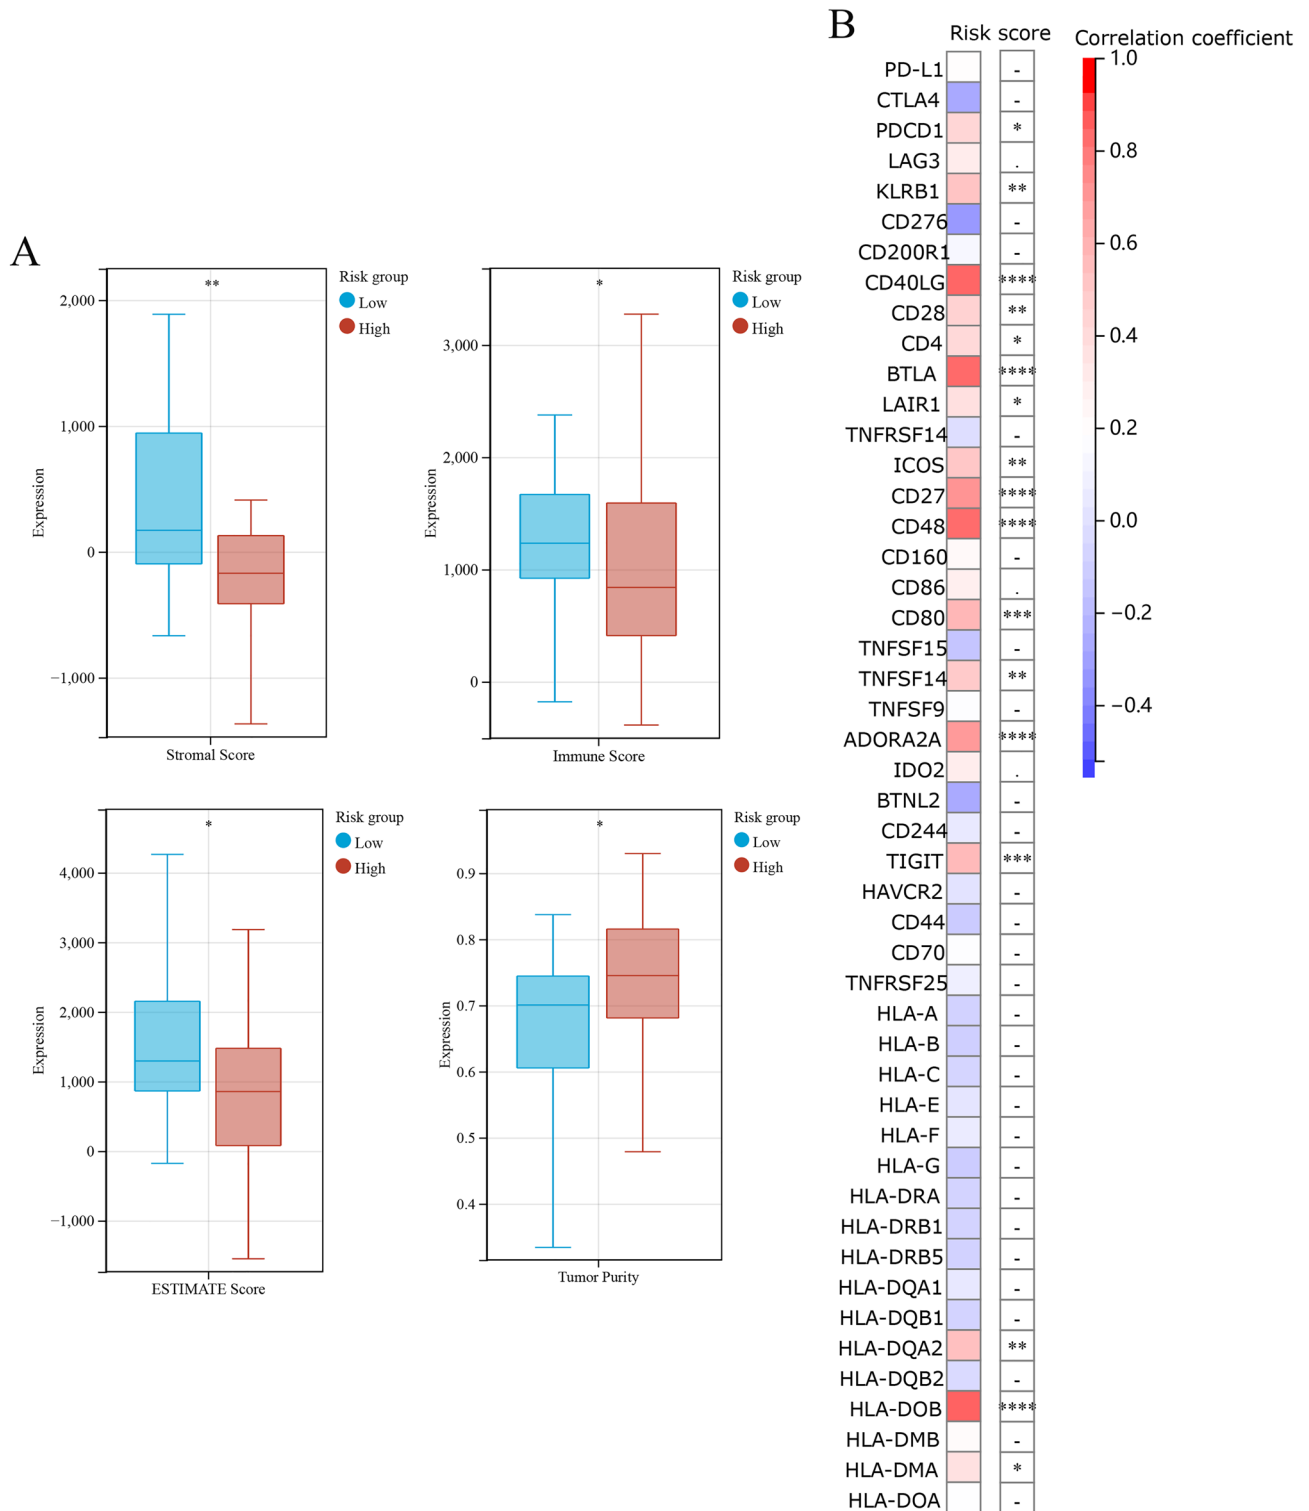 A
**
2,000
1,000
0
−1,000
Expression
Stromal Score
Risk group
Low
High
*
3,000
2,000
1,000
0
Expression
Immune Score
Risk group
Low
High
*
4,000
3,000
2,000
1,000
0
−1,000
Expression
ESTIMATE Score
Risk group
Low
High
*
0.9
0.8
0.7
0.6
0.5
0.4
Expression
Tumor Purity
Risk group
Low
High
B
Risk score
PD-L1 -
CTLA4 -
PDCD1 *
LAG3 .
KLRB1 **
CD276 -
CD200R1 -
CD40LG ****
CD28 **
CD4 *
BTLA ****
LAIR1 *
TNFRSF14 -
ICOS **
CD27 ****
CD48 ****
CD160 -
CD86 .
CD80 ***
TNFSF15 -
TNFSF14 **
TNFSF9 -
ADORA2A ****
IDO2 .
BTNL2 -
CD244 -
TIGIT ***
HAVCR2 -
CD44 -
CD70 -
TNFRSF25 -
HLA-A -
HLA-B -
HLA-C -
HLA-E -
HLA-F -
HLA-G -
HLA-DRA -
HLA-DRB1 -
HLA-DRB5 -
HLA-DQA1 -
HLA-DQB1 -
HLA-DQA2 **
HLA-DQB2 -
HLA-DOB ****
HLA-DMB -
HLA-DMA *
HLA-DOA -
Correlation coefficient
1.0
0.8
0.6
0.4
0.2
0.0
−0.2
−0.4